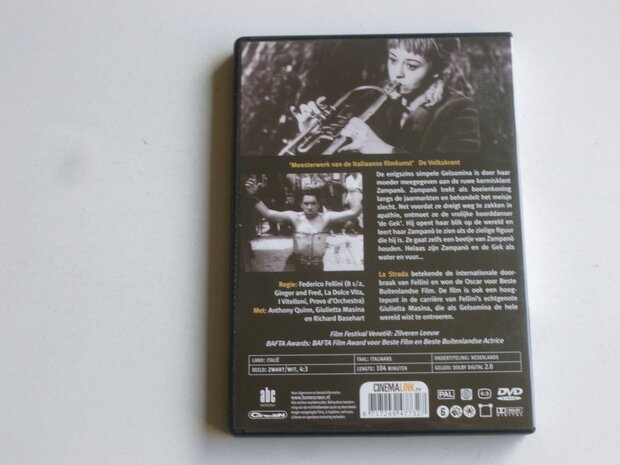 'Meesterwerk van de Italiaanse filmkunst' De Volkskrant
De enigszins simpele Gelsomina is door haar
moeder meegegeven aan de ruwe kermisklant
Zampanò. Zampanò trekt als boeienkoning
langs de jaarmarkten en behandelt het meisje
slecht. Net voordat ze dreigt weg te zakken in
apathie, ontmoet ze de vrolijke koorddanser
'de Gek'. Hij opent haar blik op de wereld en
leert haar Zampanò te zien als de zielige figuur
die hij is. Ze gaat zelfs een beetje van Zampanò
houden. Helaas zijn Zampanò en de Gek als
water en vuur...
La Strada betekende de internationale door-
braak van Fellini en won de Oscar voor Beste
Buitenlandse Film. De film is ook een hoog-
tepunt in de carrière van Fellini's echtgenote
Giulietta Masina, die als Gelsomina de hele
wereld wist te ontroeren.
Regie: Federico Fellini (8 1/2,
Ginger and Fred, La Dolce Vita,
I Vitelloni, Prova d'Orchestra)
Met: Anthony Quinn, Giulietta Masina
en Richard Basehart
Film Festival Venetië: Zilveren Leeuw
BAFTA Awards: BAFTA Film Award voor Beste Film en Beste Buitenlandse Actrice
LAND: ITALIË TAAL: ITALIAANS ONDERTITELING: NEDERLANDS
BEELD: ZWART/WIT, 4:3 LENGTE: 104 MINUTEN GELUID: DOLBY DIGITAL 2.0
abc
www.homescreen.nl
CINEMALINK.TV
PAL 4:3 DVD
6